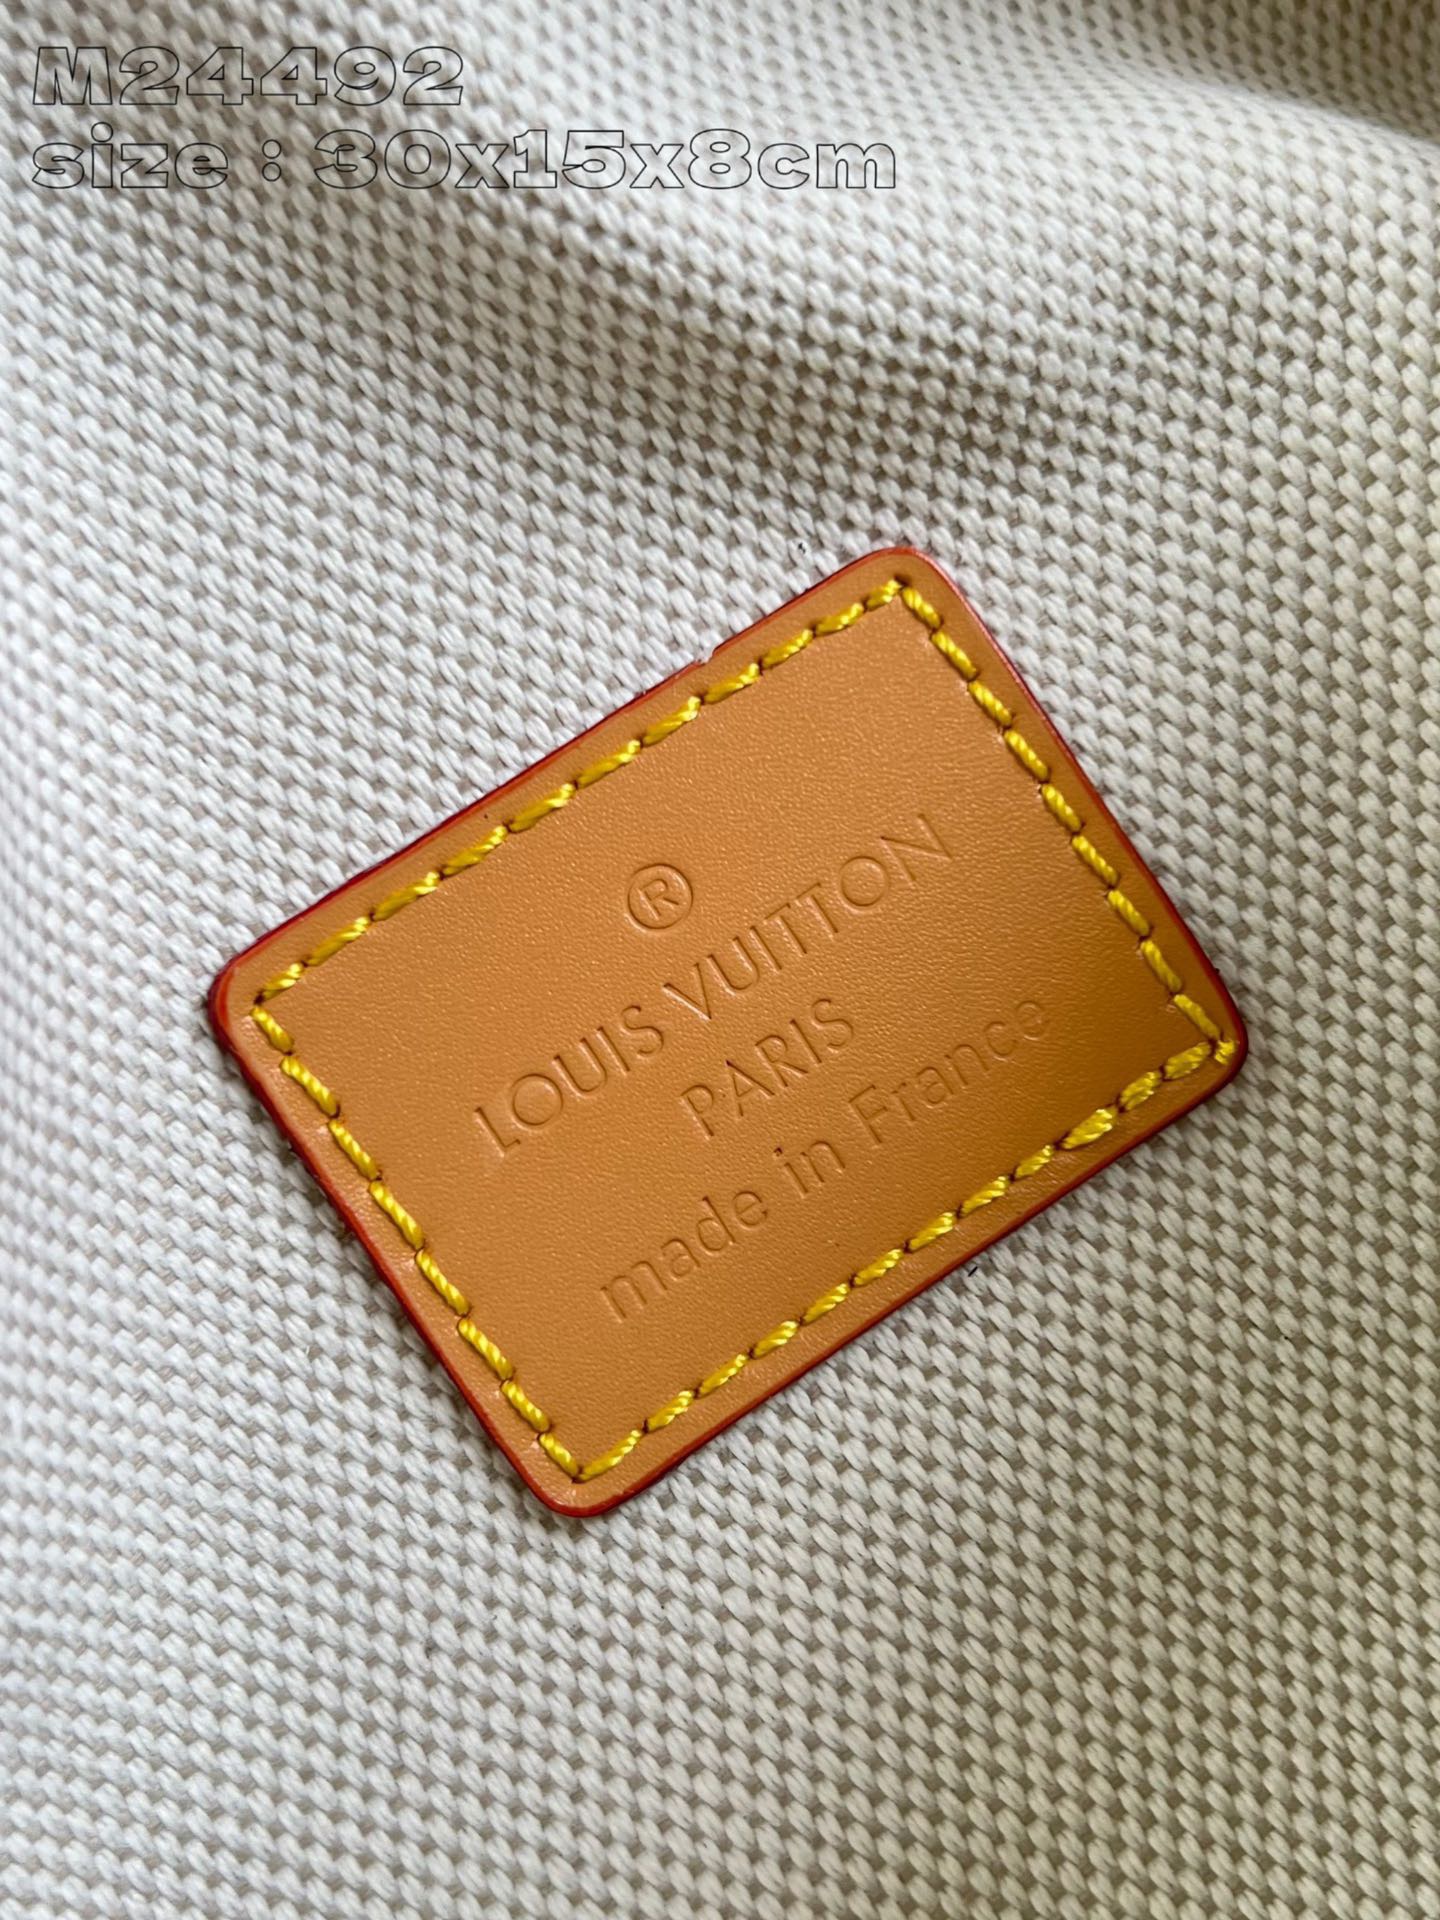 M24492
size : 30x15x8cm
®
LOUIS VUITTON
PARIS
made in France